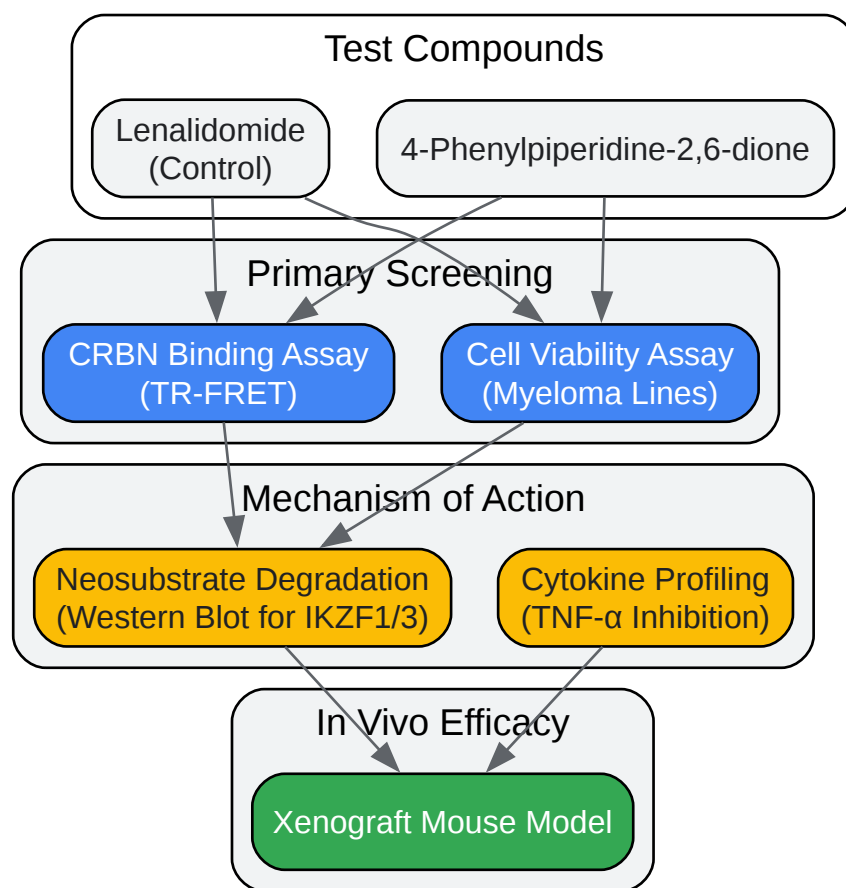 Test Compounds
Lenalidomide
(Control)
4-Phenylpiperidine-2,6-dione
Primary Screening
CRBN Binding Assay
(TR-FRET)
Cell Viability Assay
(Myeloma Lines)
Mechanism of Action
Neosubstrate Degradation
(Western Blot for IKZF1/3)
Cytokine Profiling
(TNF-α Inhibition)
In Vivo Efficacy
Xenograft Mouse Model